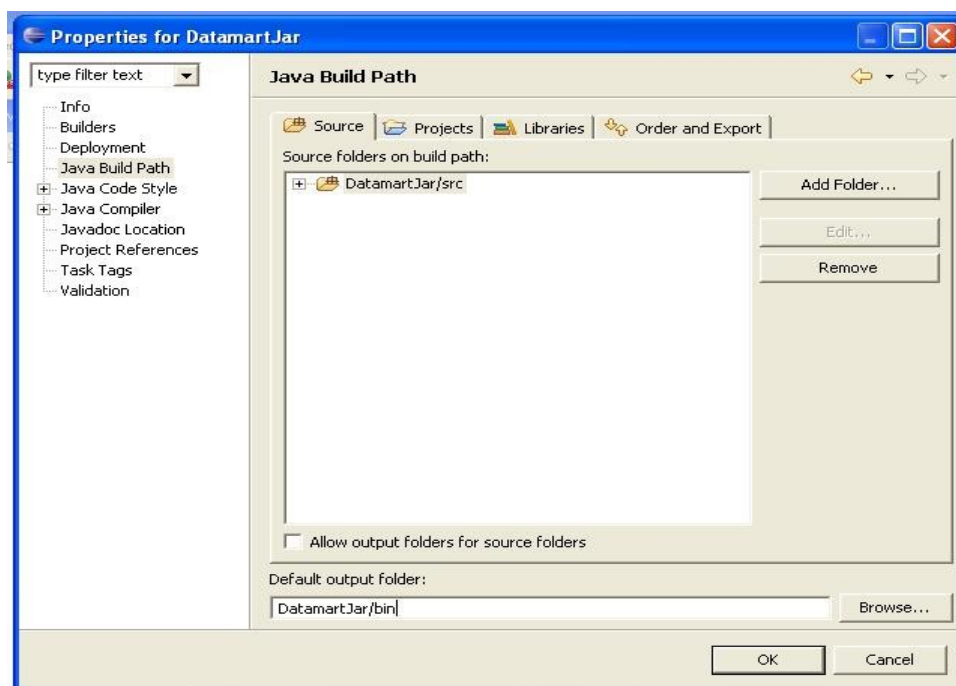 Properties for DatamartJar
type filter text
Info
Builders
Deployment
Java Build Path
Java Code Style
Java Compiler
Javadoc Location
Project References
Task Tags
Validation
Java Build Path
Source Projects Libraries Order and Export
Source folders on build path:
DatamartJar/src
Add Folder...
Edit...
Remove
Allow output folders for source folders
Default output folder:
DatamartJar/bin
Browse...
OK Cancel